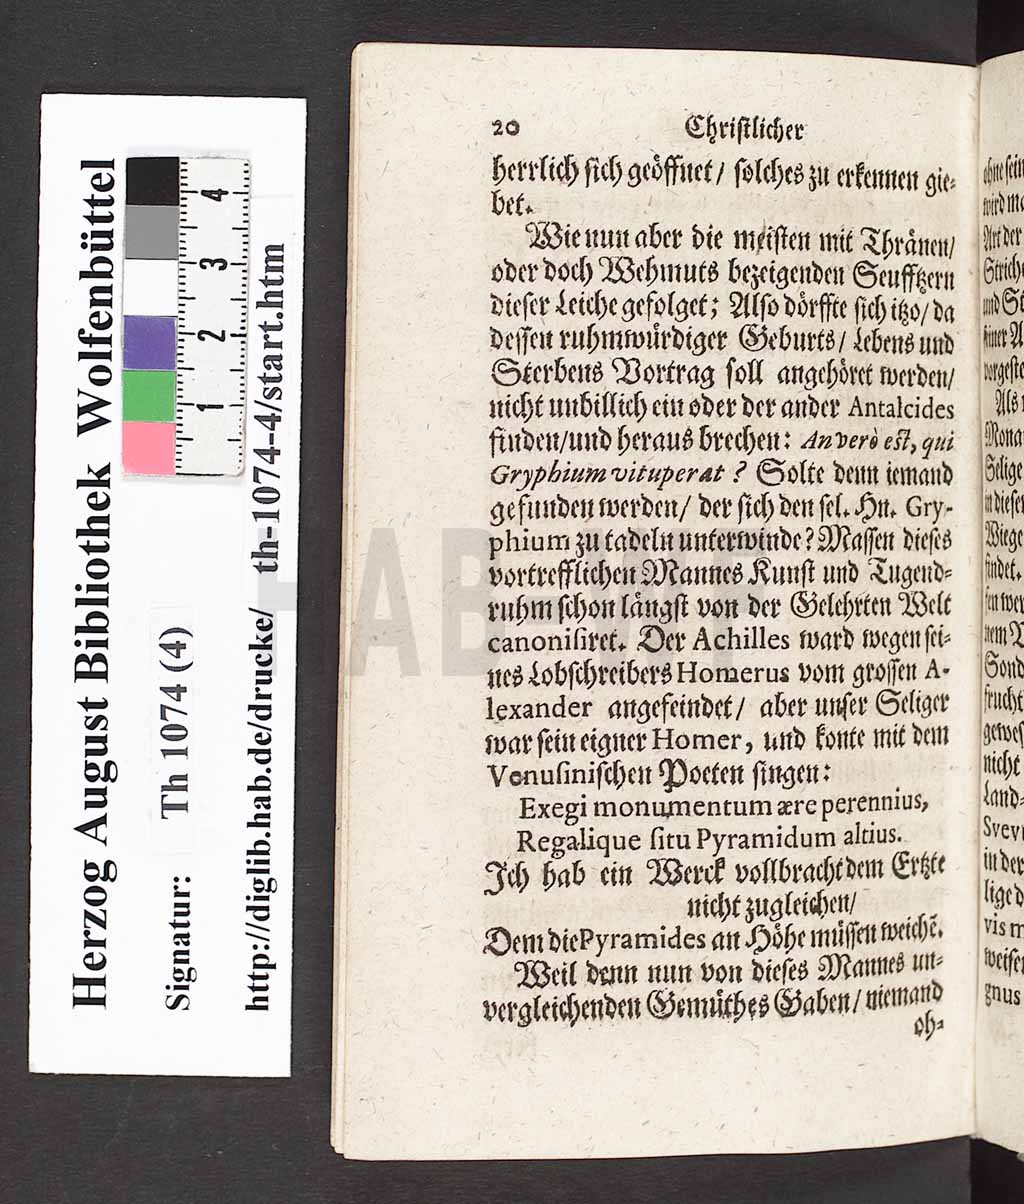 Herzog August Bibliothek Wolfenbüttel
Signatur: Th 1074 (4)
http://diglib.hab.de/drucke/ th-1074-4/start.htm
1 2 3 4
HAB
20 Christlicher
herrlich sich geöffnet/ solches zu erkennen gie-
bet.
Wie nun aber die meisten mit Thränen/
oder doch Wehmuts bezeigenden Seufftzern
dieser Leiche gefolget; Also dörffte sich itzo/ da
dessen ruhmwürdiger Geburts/ Lebens und
Sterbens Vortrag soll angehöret werden/
nicht unbillich ein oder der ander Antalcides
finden/und heraus brechen: An verò est, qui
Gryphium vituperat ? Solte denn iemand
gefunden werden/ der sich den sel. Hn. Gry-
phium zu tadeln unterwinde? Massen dieses
vortrefflichen Mannes Kunst und Tugend-
ruhm schon längst von der Gelehrten Welt
canonisiret. Der Achilles ward wegen sei-
nes Lobschreibers Homerus vom grossen A-
lexander angefeindet/ aber unser Seliger
war sein eigner Homer, und konte mit dem
Venusinischen Poeten singen:
Exegi monumentum ære perennius,
Regalique situ Pyramidum altius.
Ich hab ein Werck vollbracht dem Ertzte
nicht zugleichen/
Dem die Pyramides an Höhe müssen weichē.
Weil denn nun von dieses Mannes un-
vergleichenden Gemüthes Gaben/ niemand
oh-